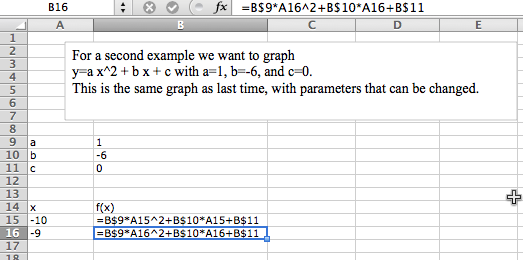 B16 fx =B$9*A16^2+B$10*A16+B$11
A B C D E
1
2
3
4
5
6
7
8
For a second example we want to graph
y=a x^2 + b x + c with a=1, b=-6, and c=0.
This is the same graph as last time, with parameters that can be changed.
9 a 1
10 b -6
11 c 0
12
13
14 x f(x)
15 -10 =B$9*A15^2+B$10*A15+B$11
16 -9 =B$9*A16^2+B$10*A16+B$11
17
18